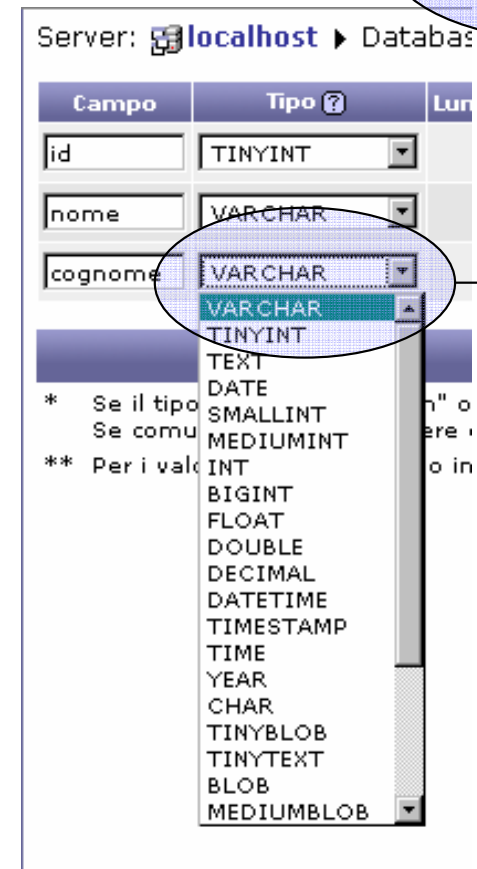 Server: localhost ▸ Databas
Campo Tipo Lun
id TINYINT
nome VARCHAR
cognome VARCHAR
VARCHAR
TINYINT
TEXT
DATE
* Se il tipo n" o
SMALLINT
Se comu ere
MEDIUMINT
** Per i valo INT o in
BIGINT
FLOAT
DOUBLE
DECIMAL
DATETIME
TIMESTAMP
TIME
YEAR
CHAR
TINYBLOB
TINYTEXT
BLOB
MEDIUMBLOB